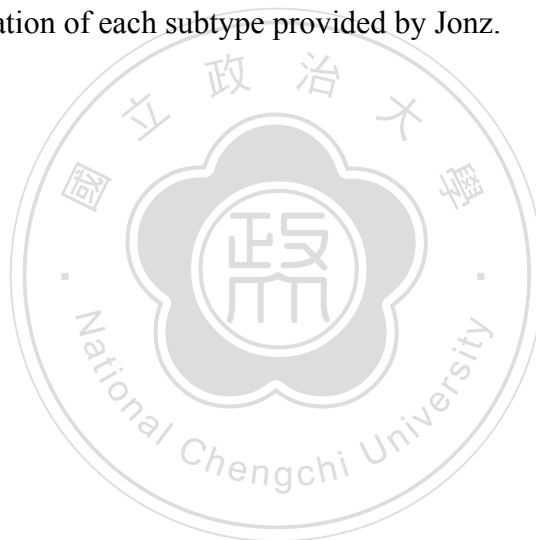 ation of each subtype provided by Jonz.
國立政治大學
政
National Chengchi University